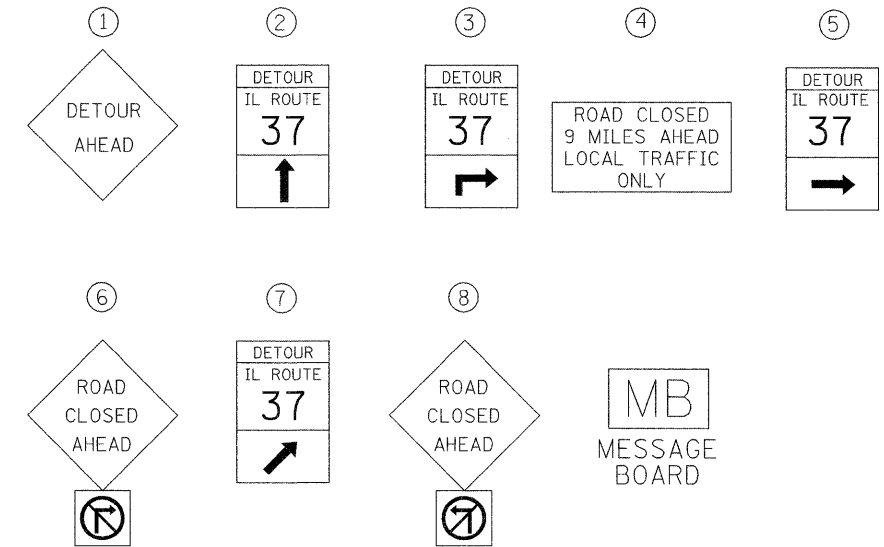 1
2
3
4
5
DETOUR
AHEAD
DETOUR
IL ROUTE
37
DETOUR
IL ROUTE
37
ROAD CLOSED
9 MILES AHEAD
LOCAL TRAFFIC
ONLY
DETOUR
IL ROUTE
37
6
7
8
ROAD
CLOSED
AHEAD
DETOUR
IL ROUTE
37
ROAD
CLOSED
AHEAD
MB
MESSAGE
BOARD